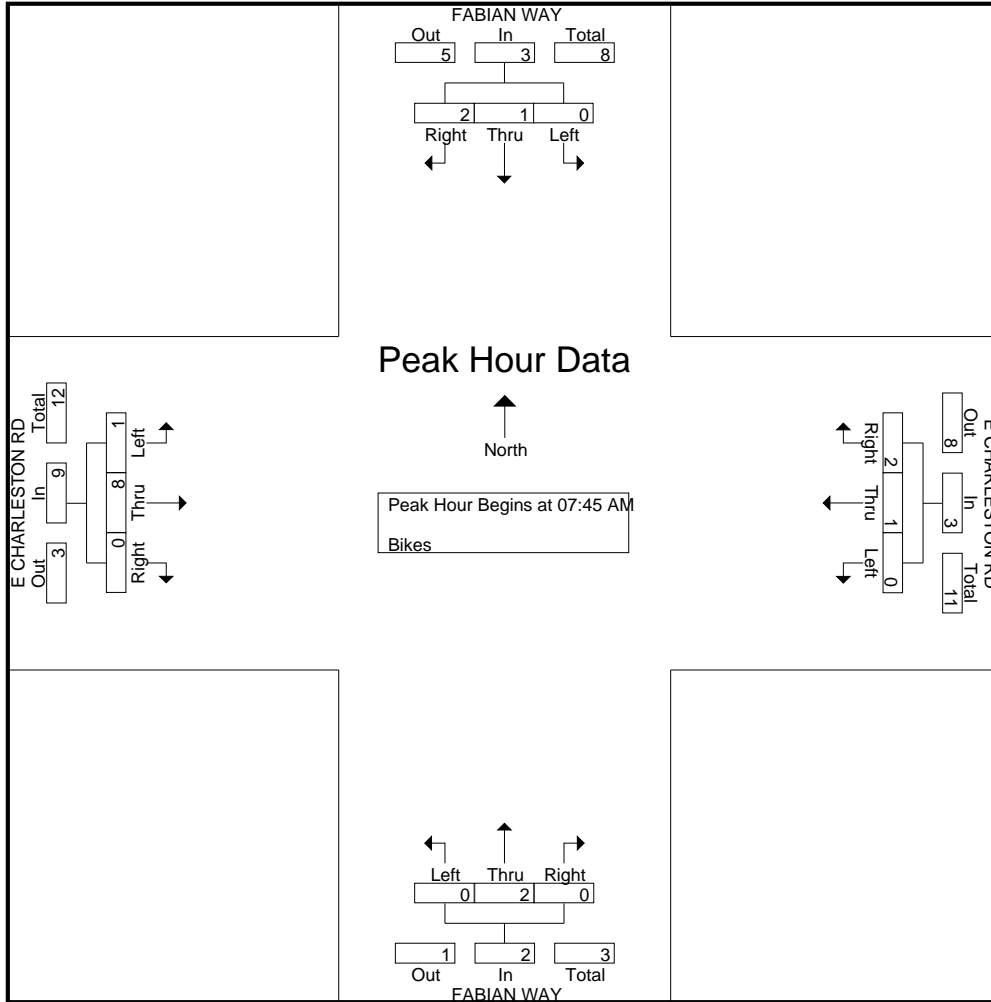 FABIAN WAY
Out In Total
5 3 8
2 1 0
Right Thru Left
Peak Hour Data
North
Peak Hour Begins at 07:45 AM
Bikes
E CHARLESTON RD
Total In Out
12 9 3
1 8 0
Left Thru Right
Right Thru Left
2 1 0
8 3 11
Out In Total
E CHARLESTON RD
Left Thru Right
0 2 0
1 2 3
Out In Total
FABIAN WAY